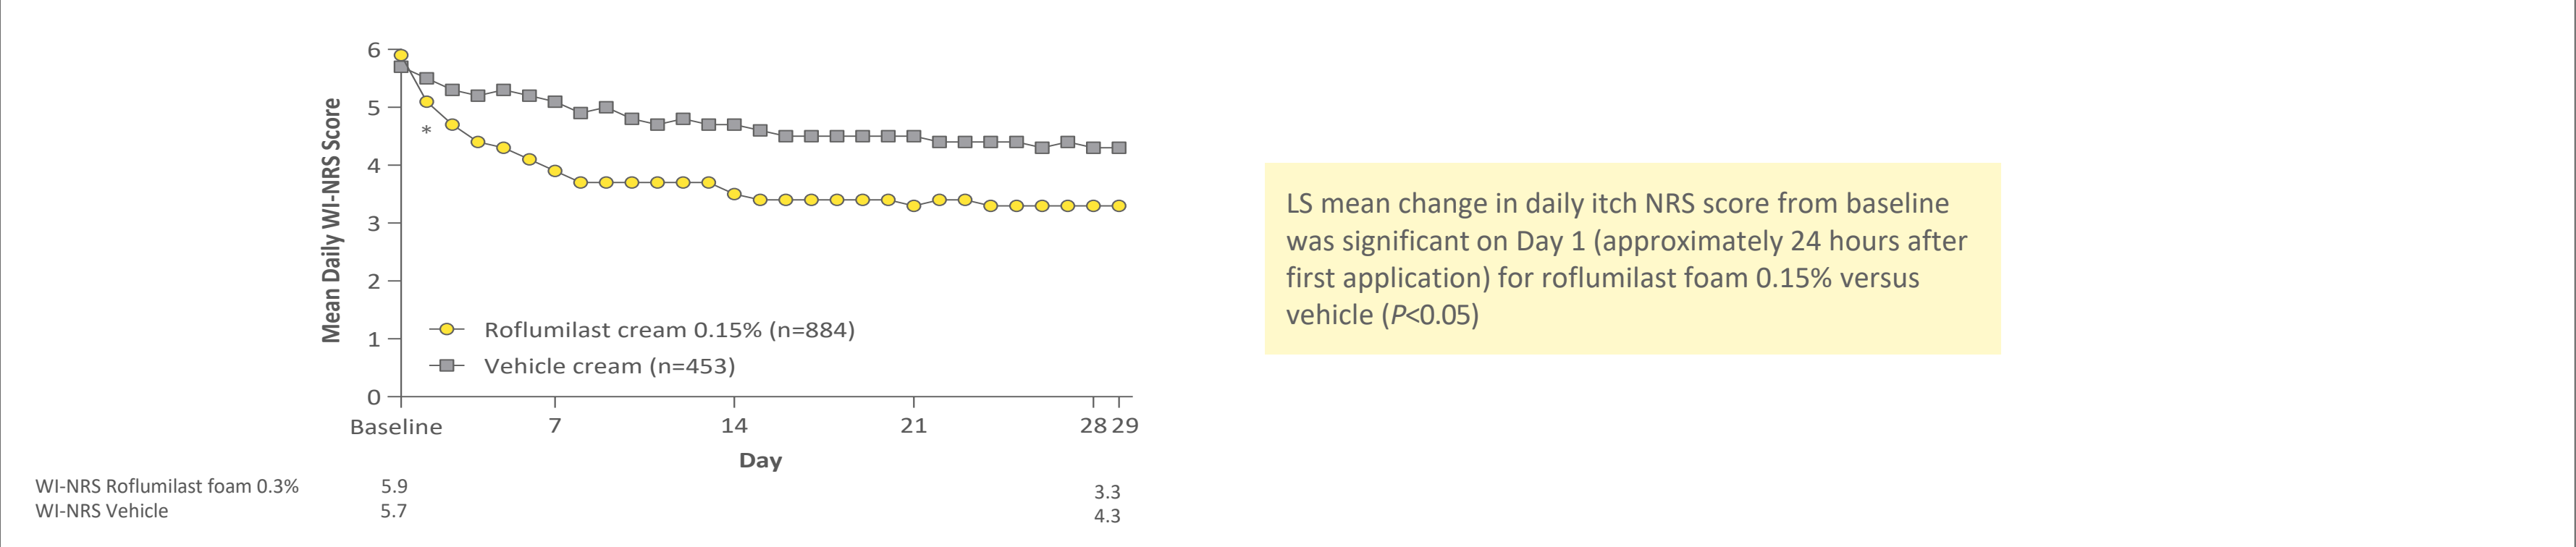 6
5
4
3
2
1
0
Mean Daily WI-NRS Score
*
Roflumilast cream 0.15% (n=884)
Vehicle cream (n=453)
Baseline 7 14 21 28 29
Day
WI-NRS Roflumilast foam 0.3% 5.9 3.3
WI-NRS Vehicle 5.7 4.3
LS mean change in daily itch NRS score from baseline
was significant on Day 1 (approximately 24 hours after
first application) for roflumilast foam 0.15% versus
vehicle (P<0.05)